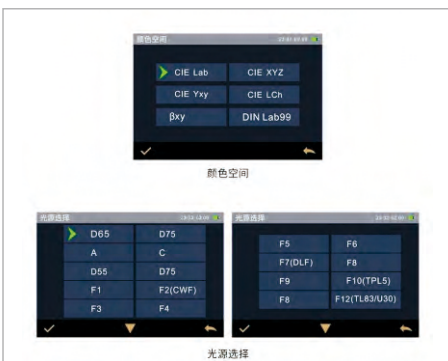 颜色空间
CIE Lab CIE XYZ
CIE Yxy CIE LCh
βxy DIN Lab99
颜色空间
光源选择
D65 D75
A C
D55 D75
F1 F2(CWF)
F3 F4
光源选择
F5 F6
F7(DLF) F8
F9 F10(TPL5)
F8 F12(TL83/U30)
光源选择